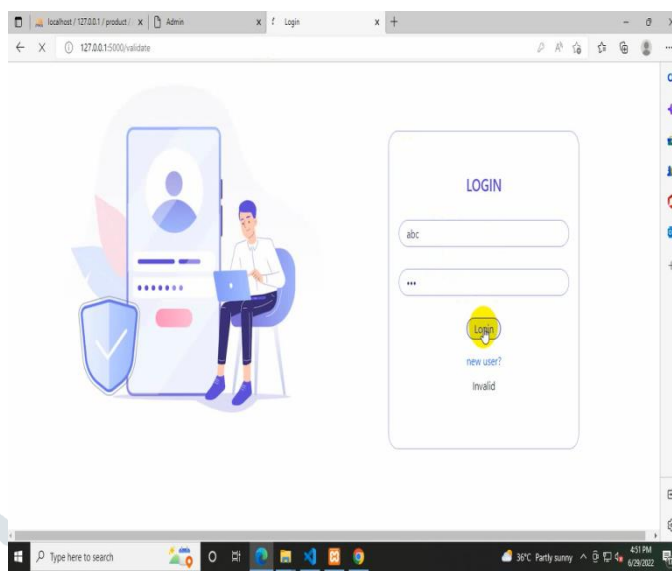 localhost / 127.0.0.1 / product /
Admin
Login
127.0.0.1:5000/validate
LOGIN
abc
•••
Login
new user?
Invalid
Type here to search
36°C Partly sunny
4:51 PM
6/29/2022